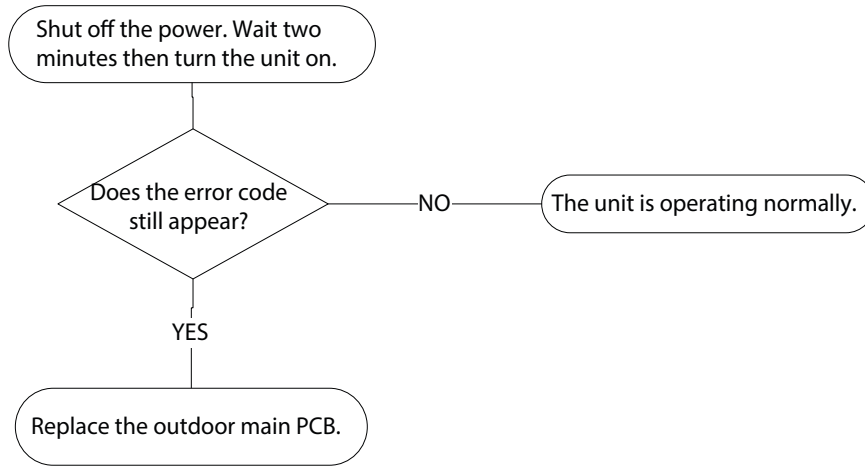 Shut off the power. Wait two
minutes then turn the unit on.
Does the error code
still appear?
NO
The unit is operating normally.
YES
Replace the outdoor main PCB.